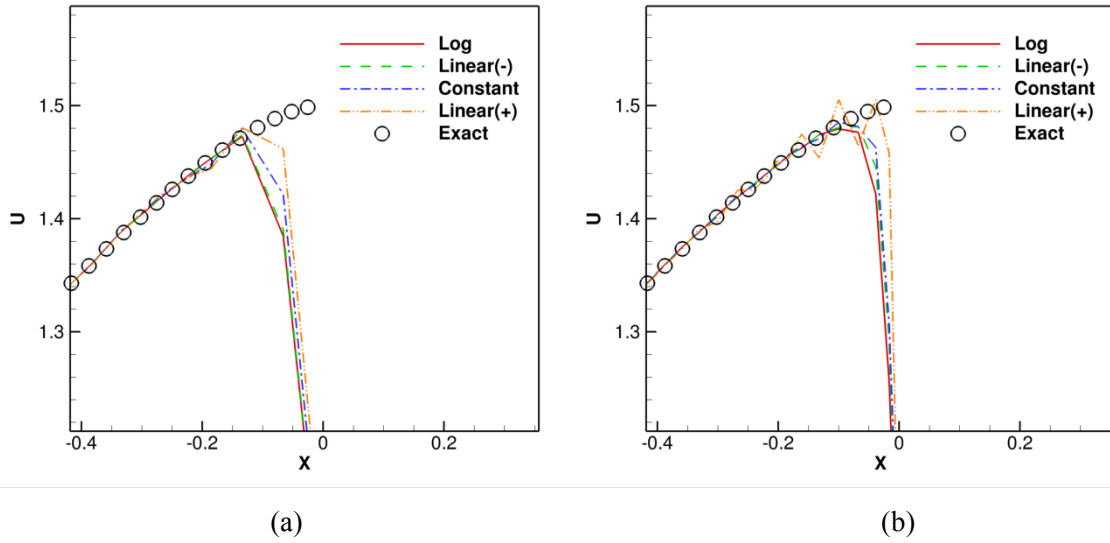 Log
Linear(-)
Constant
Linear(+)
Exact
U
1.5
1.4
1.3
-0.4
-0.2
0
0.2
X
(a)
Log
Linear(-)
Constant
Linear(+)
Exact
U
1.5
1.4
1.3
-0.4
-0.2
0
0.2
X
(b)